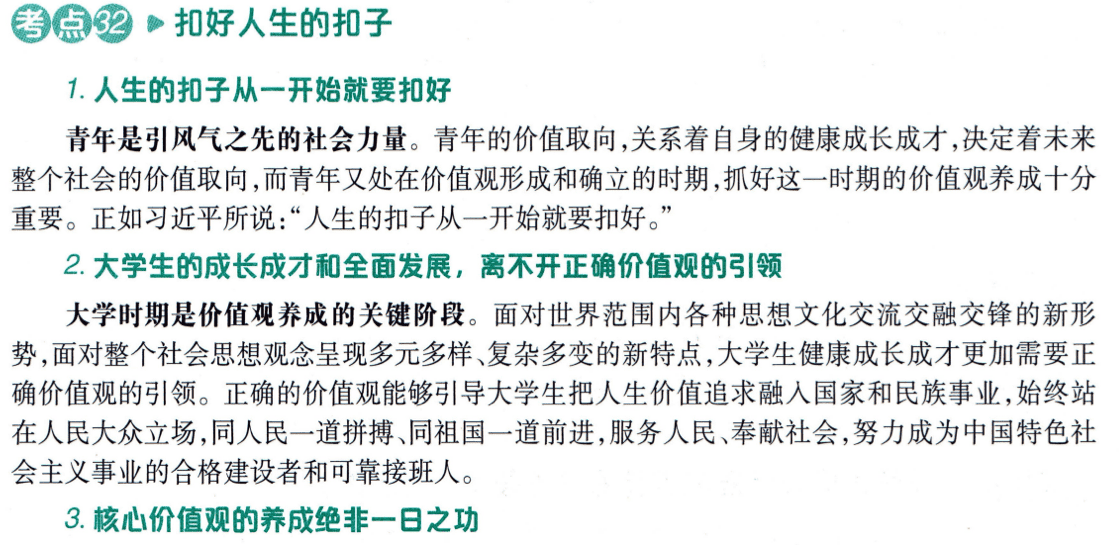 考点32 ▶ 扣好人生的扣子
1. 人生的扣子从一开始就要扣好
青年是引风气之先的社会力量。青年的价值取向,关系着自身的健康成长成才,决定着未来
整个社会的价值取向,而青年又处在价值观形成和确立的时期,抓好这一时期的价值观养成十分
重要。正如习近平所说:“人生的扣子从一开始就要扣好。”
2. 大学生的成长成才和全面发展，离不开正确价值观的引领
大学时期是价值观养成的关键阶段。面对世界范围内各种思想文化交流交融交锋的新形
势,面对整个社会思想观念呈现多元多样、复杂多变的新特点,大学生健康成长成才更加需要正
确价值观的引领。正确的价值观能够引导大学生把人生价值追求融入国家和民族事业,始终站
在人民大众立场,同人民一道拼搏、同祖国一道前进,服务人民、奉献社会,努力成为中国特色社
会主义事业的合格建设者和可靠接班人。
3. 核心价值观的养成绝非一日之功